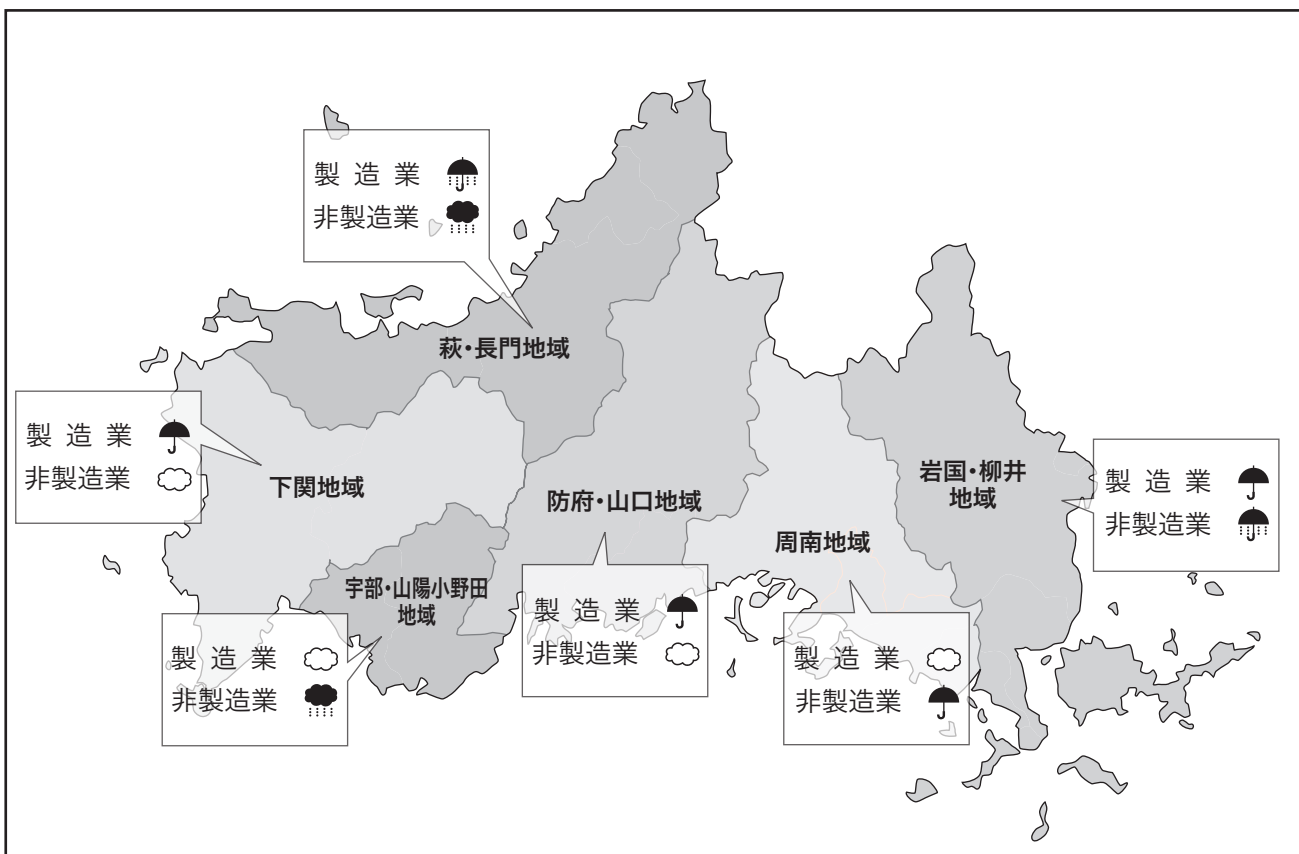 製造業
非製造業
萩・長門地域
製造業
非製造業
下関地域
防府・山口地域
岩国・柳井
地域
製造業
非製造業
周南地域
宇部・山陽小野田
地域
製造業
非製造業
製造業
非製造業
製造業
非製造業